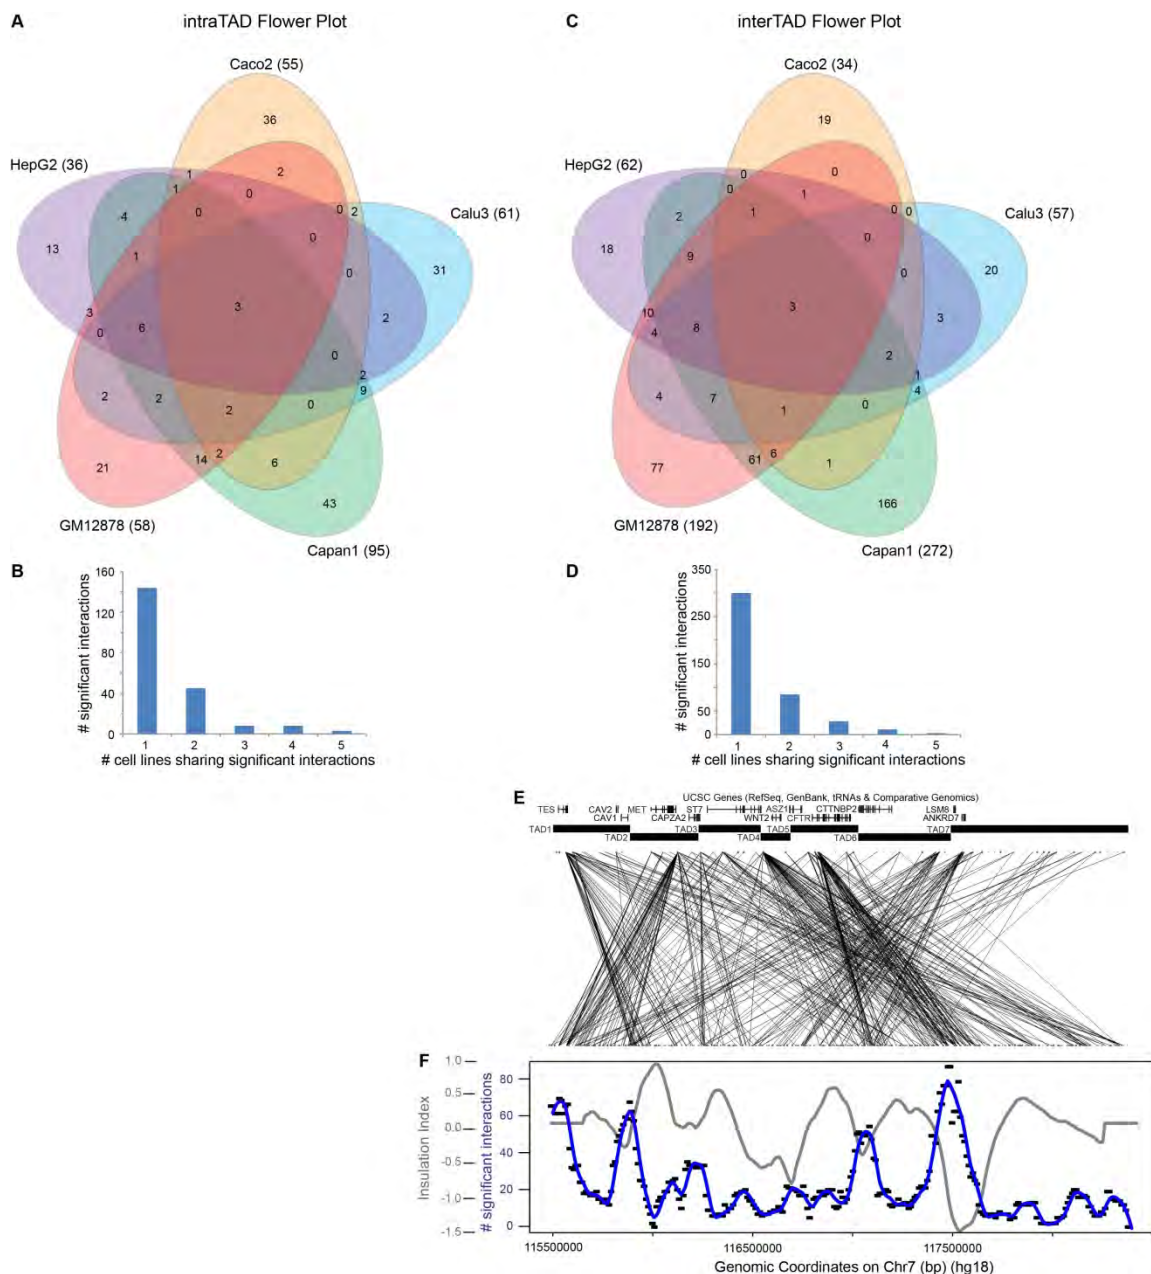 A
intraTAD Flower Plot
Caco2 (55)
36
HepG2 (36)
1
2
1
0
0
2
Calu3 (61)
4
0
0
13
1
0
31
3
3
2
0
6
0
2
9
2
2
2
0
21
14
2
6
43
GM12878 (58)
Capan1 (95)
C
interTAD Flower Plot
Caco2 (34)
19
HepG2 (62)
0
0
0
1
0
0
Calu3 (57)
2
1
0
18
9
0
20
10
3
3
4
8
2
1
4
4
7
1
0
77
61
6
1
166
GM12878 (192)
Capan1 (272)
B
# significant interactions
160
120
80
40
0
1 2 3 4 5
# cell lines sharing significant interactions
D
# significant interactions
350
250
150
50
0
1 2 3 4 5
# cell lines sharing significant interactions
E
UCSC Genes (RefSeq, GenBank, tRNAs & Comparative Genomics)
TES CAV2 MET ST7 ASZ1 CTTNBP2 LSM8
CAV1 CAPZA2 WNT2 CFTR ANKRD7
TAD1 TAD3 TAD5 TAD7
TAD2 TAD4 TAD6
F
Insulation Index
1.0
0.5
0.0
-0.5
-1.0
-1.5
# significant interactions
80
60
40
20
0
115500000 116500000 117500000
Genomic Coordinates on Chr7 (bp) (hg18)